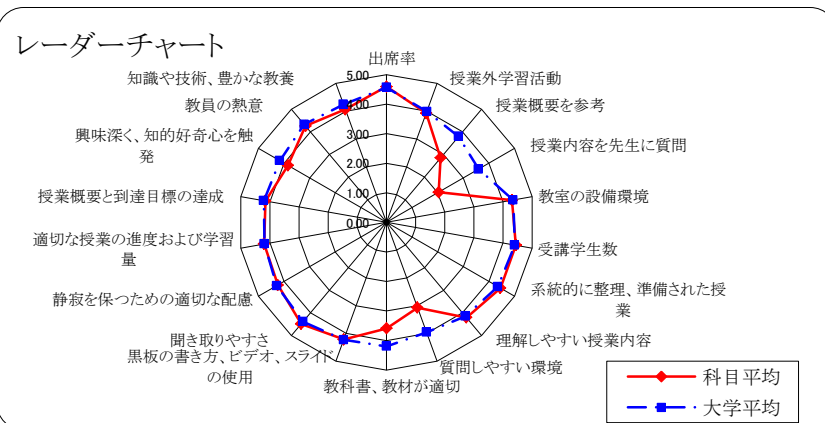 レーダーチャート
出席率
授業外学習活動
授業概要を参考
授業内容を先生に質問
教室の設備環境
受講学生数
系統的に整理、準備された授
業
理解しやすい授業内容
質問しやすい環境
教科書、教材が適切
黒板の書き方、ビデオ、スライド
の使用
聞き取りやすさ
静寂を保つための適切な配慮
適切な授業の進度および学習
量
授業概要と到達目標の達成
興味深く、知的好奇心を触
発
教員の熱意
知識や技術、豊かな教養
5.00
4.00
3.00
2.00
1.00
0.00
科目平均
大学平均